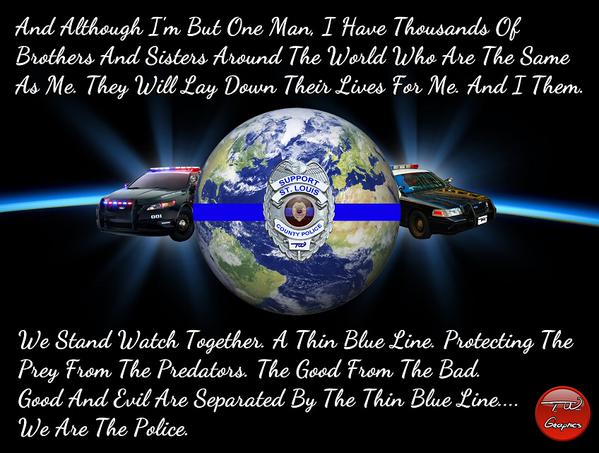 And Although I'm But One Man, I Have Thousands Of
Brothers And Sisters Around The World Who Are The Same
As Me. They Will Lay Down Their Lives For Me. And I Them.
001
SUPPORT
ST. LOUIS
COUNTY POLICE
We Stand Watch Together. A Thin Blue Line. Protecting The
Prey From The Predators. The Good From The Bad.
Good And Evil Are Separated By The Thin Blue Line....
We Are The Police.
Graphics